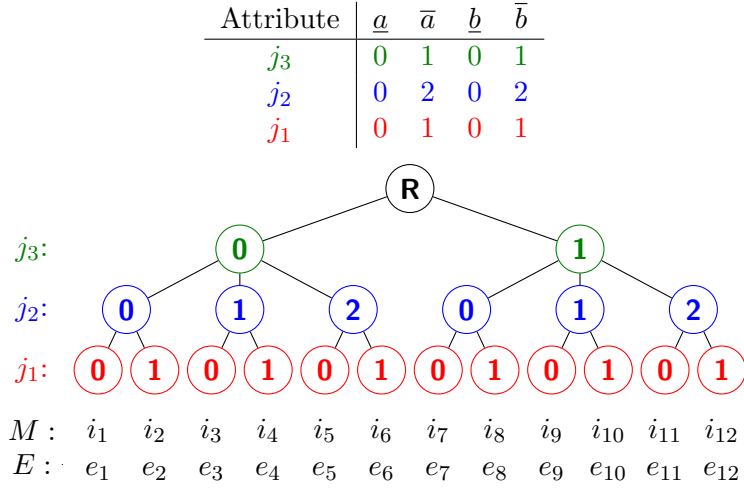 Attribute a a̅ b b̅
j₃ 0 1 0 1
j₂ 0 2 0 2
j₁ 0 1 0 1
R
j₃: 0 1
j₂: 0 1 2 0 1 2
j₁: 0 1 0 1 0 1 0 1 0 1 0 1
M : i₁ i₂ i₃ i₄ i₅ i₆ i₇ i₈ i₉ i₁₀ i₁₁ i₁₂
E : e₁ e₂ e₃ e₄ e₅ e₆ e₇ e₈ e₉ e₁₀ e₁₁ e₁₂